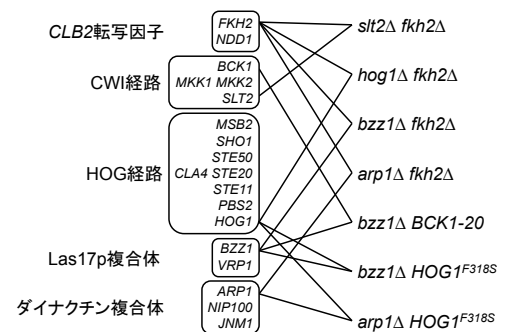 CLB2転写因子
FKH2
NDD1
CWI経路
BCK1
MKK1 MKK2
SLT2
HOG経路
MSB2
SHO1
STE50
CLA4 STE20
STE11
PBS2
HOG1
Las17p複合体
BZZ1
VRP1
ダイナクチン複合体
ARP1
NIP100
JNM1
slt2Δ fkh2Δ
hog1Δ fkh2Δ
bzz1Δ fkh2Δ
arp1Δ fkh2Δ
bzz1Δ BCK1-20
bzz1Δ HOG1F318S
arp1Δ HOG1F318S